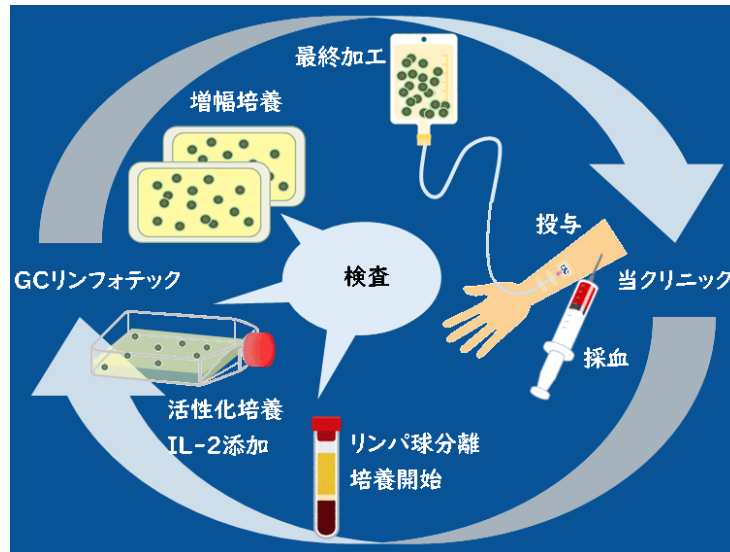 最終加工
増幅培養
投与
GCリンフォテック
検査
当クリニック
採血
活性化培養
IL-2添加
リンパ球分離
培養開始